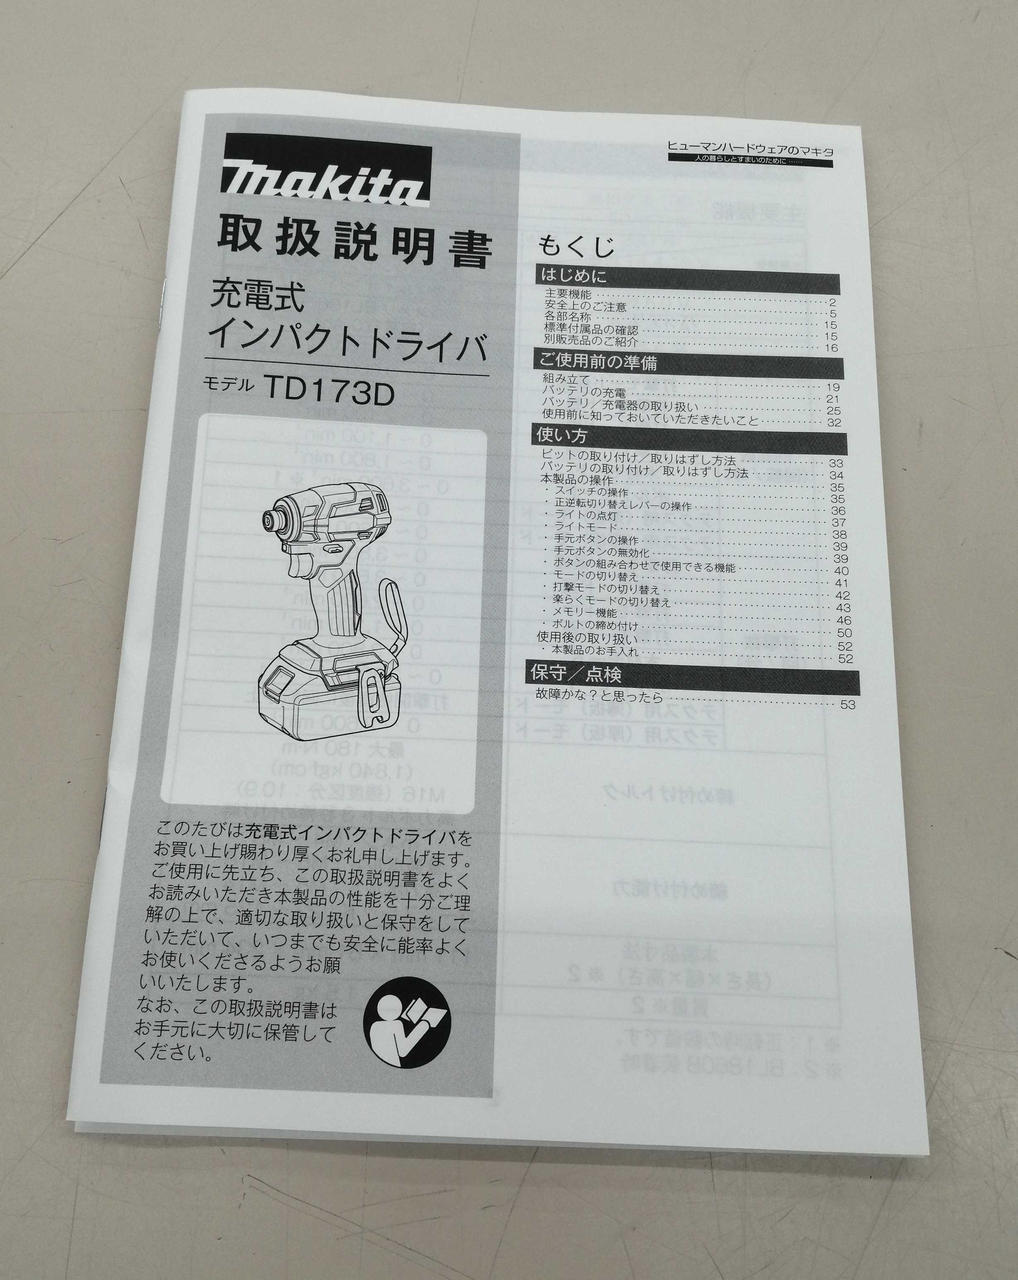 makita
取扱説明書
充電式
インパクトドライバ
モデル TD173D
このたびは充電式インパクトドライバを
お買い上げ賜わり厚くお礼申し上げます。
ご使用に先立ち、この取扱説明書をよく
お読みいただき本製品の性能を十分ご理
解の上で、適切な取り扱いと保守をして
いただいて、いつまでも安全に能率よく
お使いくださるようお願
いいたします。
なお、この取扱説明書は
お手元に大切に保管して
ください。
ヒューマンハードウェアのマキタ
人の暮らしとすまいのために ……
もくじ
はじめに
主要機能 2
安全上のご注意 5
各部名称 15
標準付属品の確認 15
別販売品のご紹介 16
ご使用前の準備
組み立て 19
バッテリの充電 21
バッテリ／充電器の取り扱い 25
使用前に知っておいていただきたいこと 32
使い方
ビットの取り付け／取りはずし方法 33
バッテリの取り付け／取りはずし方法 34
本製品の操作 35
・ スイッチの操作 35
・ 正逆転切り替えレバーの操作 36
・ ライトの点灯 37
・ ライトモード 38
・ 手元ボタンの操作 39
・ 手元ボタンの無効化 39
・ ボタンの組み合わせで使用できる機能 40
・ モードの切り替え 41
・ 打撃モードの切り替え 42
・ 楽らくモードの切り替え 43
・ メモリー機能 46
・ ボルトの締め付け 50
使用後の取り扱い 52
・ 本製品のお手入れ 52
保守／点検
故障かな？と思ったら 53